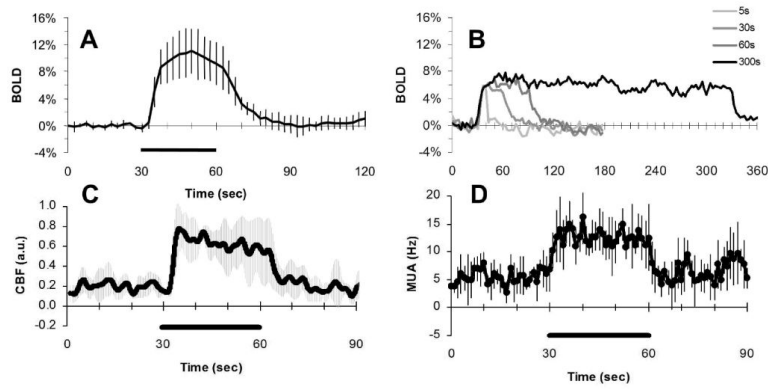 A
BOLD
16%
12%
8%
4%
0%
-4%
0 30 60 90 120
Time (sec)
B
BOLD
16%
12%
8%
4%
0%
-4%
0 60 120 180 240 300 360
5s
30s
60s
300s
C
CBF (a.u.)
1.0
0.8
0.6
0.4
0.2
0.0
-0.2
0 30 60 90
Time (sec)
D
MUA (Hz)
20
15
10
5
0
-5
0 30 60 90
Time (sec)